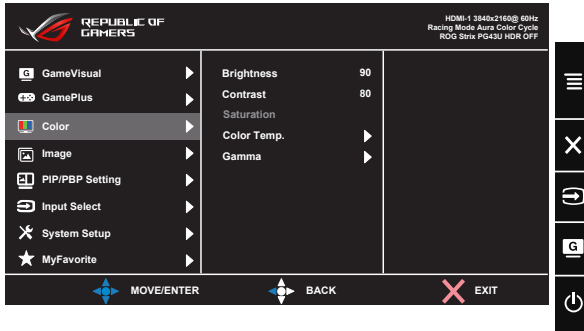 REPUBLIC OF
GAMERS
HDMI-1 3840x2160@ 60Hz
Racing Mode Aura Color Cycle
ROG Strix PG43U HDR OFF
G GameVisual
GamePlus
Color
Image
PIP/PBP Setting
Input Select
System Setup
MyFavorite
Brightness 90
Contrast 80
Saturation
Color Temp.
Gamma
G
MOVE/ENTER BACK EXIT